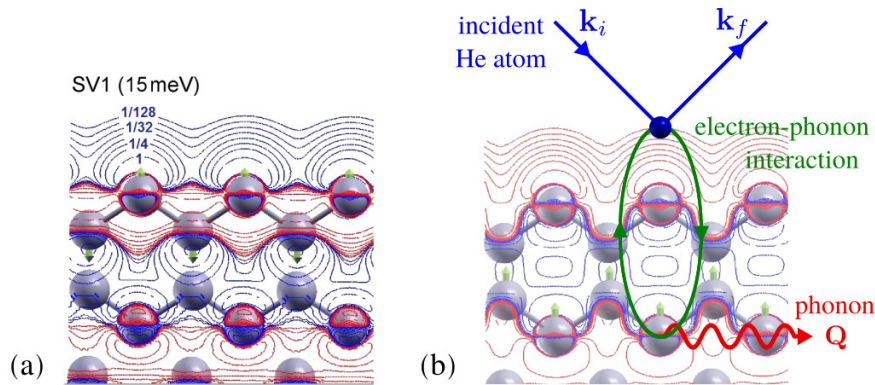 SV1 (15 meV)
1/128
1/32
1/4
1
(a)
incident
He atom
k_i
k_f
electron-phonon
interaction
phonon
Q
(b)